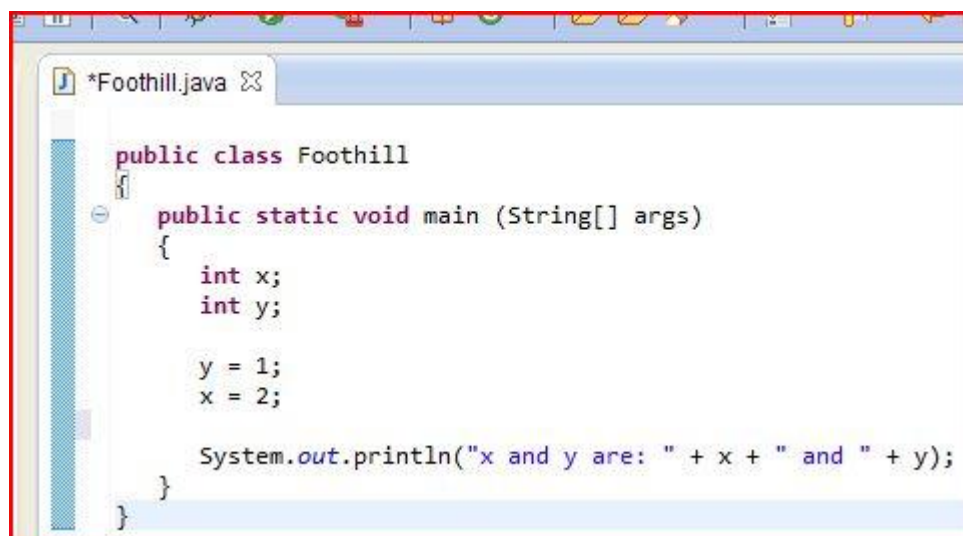 *Foothill.java
public class Foothill
{
public static void main (String[] args)
{
int x;
int y;
y = 1;
x = 2;
System.out.println("x and y are: " + x + " and " + y);
}
}